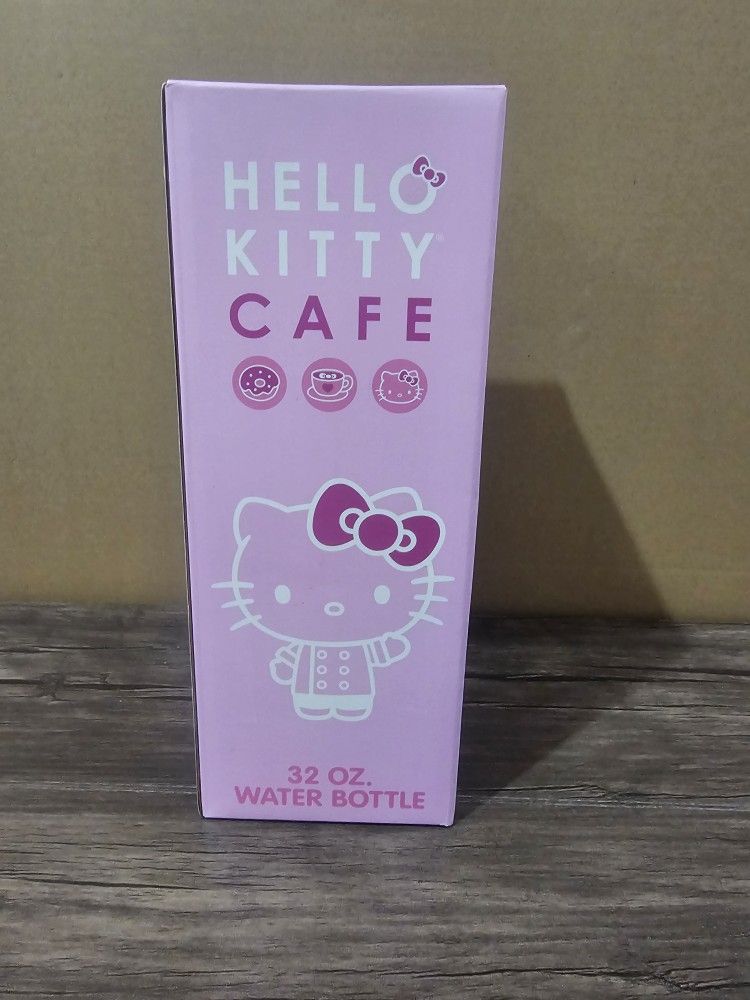 HELLO
KITTY®
CAFE
32 OZ.
WATER BOTTLE